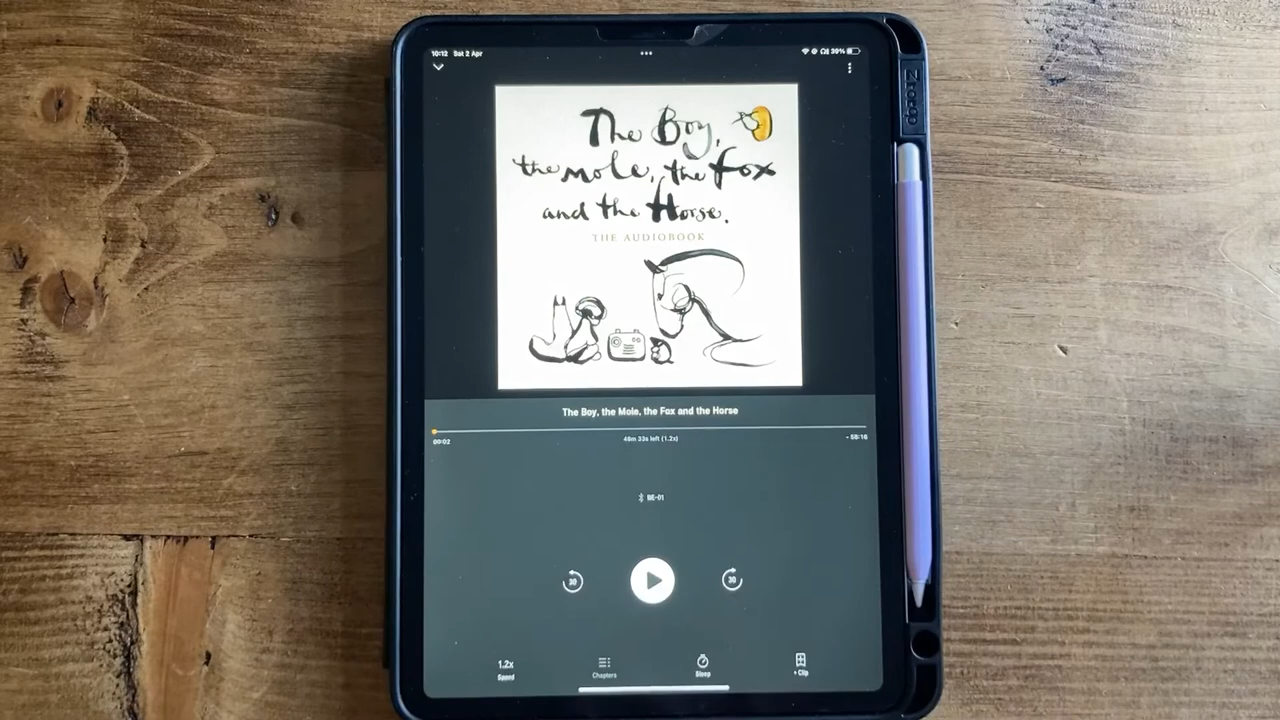 10:12 Sat 2 Apr
39%
The Boy,
the mole, the fox
and the Horse.
THE AUDIOBOOK
The Boy, the Mole, the Fox and the Horse
00:02 48m 33s left (1.2x) - 58:16
BE-01
30 30
1.2x
Speed Chapters Sleep + Clip